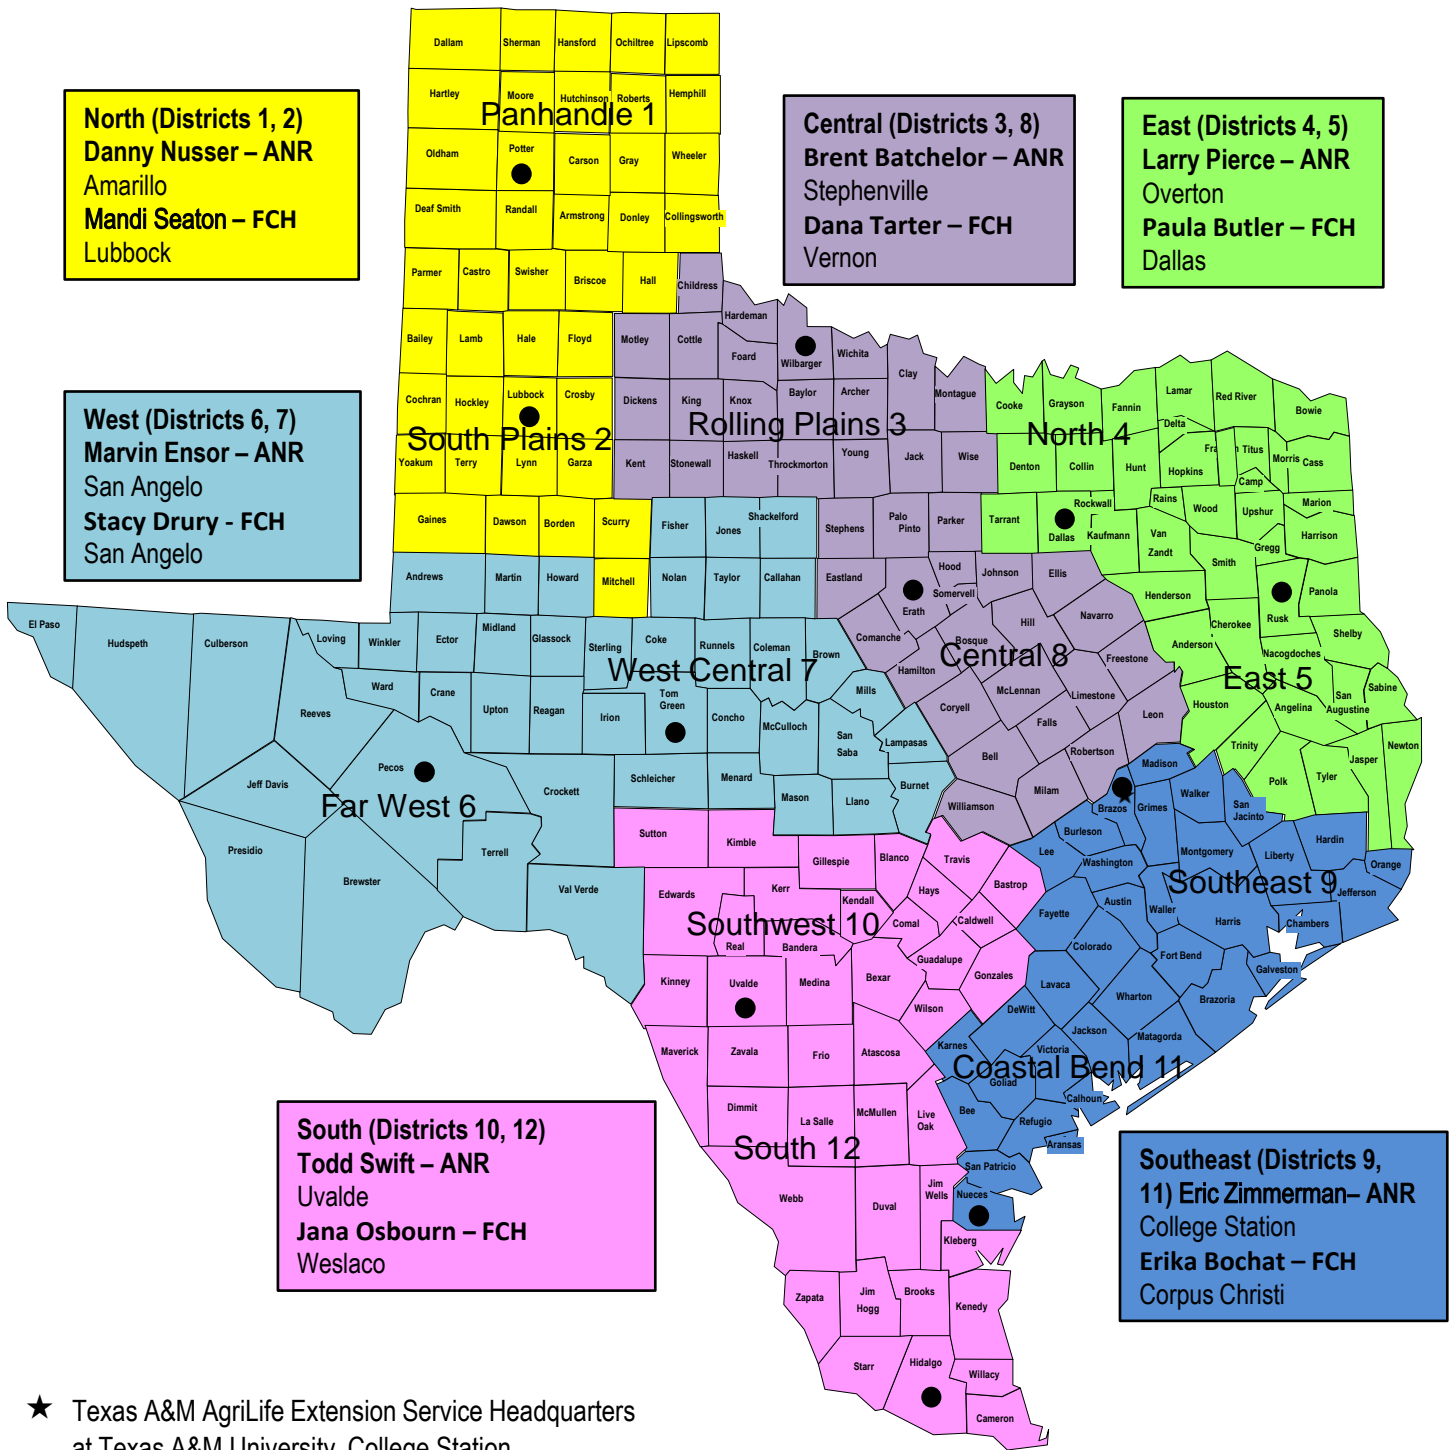 Dallam Sherman Hansford Ochiltree Lipscomb
Hartley Moore Hutchinson Roberts Hemphill
Panhandle 1
Oldham Potter Carson Gray Wheeler
Deaf Smith Randall Armstrong Donley Collingsworth
Parmer Castro Swisher Briscoe Hall Childress
North (Districts 1, 2)
Danny Nusser – ANR
Amarillo
Mandi Seaton – FCH
Lubbock
Central (Districts 3, 8)
Brent Batchelor – ANR
Stephenville
Dana Tarter – FCH
Vernon
East (Districts 4, 5)
Larry Pierce – ANR
Overton
Paula Butler – FCH
Dallas
West (Districts 6, 7)
Marvin Ensor – ANR
San Angelo
Stacy Drury - FCH
San Angelo
Bailey Lamb Hale Floyd Motley Cottle Hardeman Foard Wilbarger Wichita Clay Montague
Cochran Hockley Lubbock Crosby Dickens King Knox Baylor Archer
South Plains 2
Rolling Plains 3
Yoakum Terry Lynn Garza Kent Stonewall Haskell Throckmorton Young Jack Wise
Cooke Grayson Fannin Lamar Red River Bowie
North 4
Delta Titus Morris Cass
Denton Collin Hunt Hopkins Camp
Rains Wood Upshur Marion
Tarrant Dallas Rockwall Kaufmann Van
Zandt
Smith Gregg Harrison
Gaines Dawson Borden Scurry Fisher Jones Shackelford Stephens Palo
Pinto
Parker
Andrews Martin Howard Mitchell Nolan Taylor Callahan Eastland Erath Hood Somervell Johnson Ellis
Henderson Rusk Panola
Comanche Bosque Hill Navarro Anderson Cherokee Nacogdoches Shelby
El Paso Hudspeth Culberson Loving Winkler Ector Midland Glassock Sterling Coke Runnels Coleman Brown
West Central 7
Hamilton Freestone
Central 8
East 5
Reeves Ward Crane Upton Reagan Irion Tom
Green
Concho McCulloch Mills San
Saba
Lampasas
Coryell McLennan Limestone Falls Leon Houston Angelina San
Augustine
Sabine
Bell Robertson Trinity Jasper Newton
Jeff Davis Pecos Crockett Schleicher Menard Mason Llano Burnet Williamson Milam Madison Polk Tyler
Far West 6
Presidio Brewster Terrell Val Verde
Sutton Kimble Gillespie Blanco Travis
Brazos Grimes Walker San
Jacinto
Burleson Lee Washington Montgomery Liberty Hardin Orange
Southeast 9
Edwards Kerr Kendall Hays Bastrop
Southwest 10
Real Bandera Comal Caldwell
Fayette Austin Waller Harris Chambers Jefferson
Kinney Uvalde Medina Bexar Guadalupe Gonzales
Colorado Fort Bend Galveston
Lavaca Wharton Brazoria
Wilson DeWitt Jackson Matagorda
Maverick Zavala Frio Atascosa Karnes Victoria
Coastal Bend 11
Goliad Calhoun
Dimmit La Salle McMullen Live
Oak
Bee Refugio Aransas
South 12
San Patricio
Webb Duval Jim
Wells
Nueces
Kleberg
Zapata Jim
Hogg
Brooks Kenedy
Starr Hidalgo Willacy
Cameron
South (Districts 10, 12)
Todd Swift – ANR
Uvalde
Jana Osbourn – FCH
Weslaco
Southeast (Districts 9,
11) Eric Zimmerman– ANR
College Station
Erika Bochat – FCH
Corpus Christi
★ Texas A&M AgriLife Extension Service Headquarters
at Texas A&M University, College Station